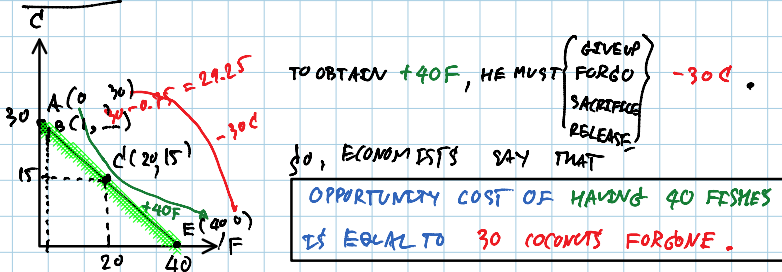 C
30
A (0, 30)
B (1, __)
30-0.75 = 29.25
-30C
15
C (20, 15)
+40F
E (40, 0)
F
20
40
TO OBTAIN +40F, HE MUST { GIVE UP
FORGO
SACRIFICE
RELEASE } -30C.
SO, ECONOMISTS SAY THAT
OPPORTUNITY COST OF HAVING 40 FISHES
IS EQUAL TO 30 COCONUTS FORGONE.